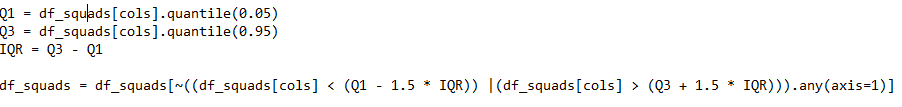 Q1 = df_squads[cols].quantile(0.05)
Q3 = df_squads[cols].quantile(0.95)
IQR = Q3 - Q1
df_squads = df_squads[~((df_squads[cols] < (Q1 - 1.5 * IQR)) |(df_squads[cols] > (Q3 + 1.5 * IQR))).any(axis=1)]